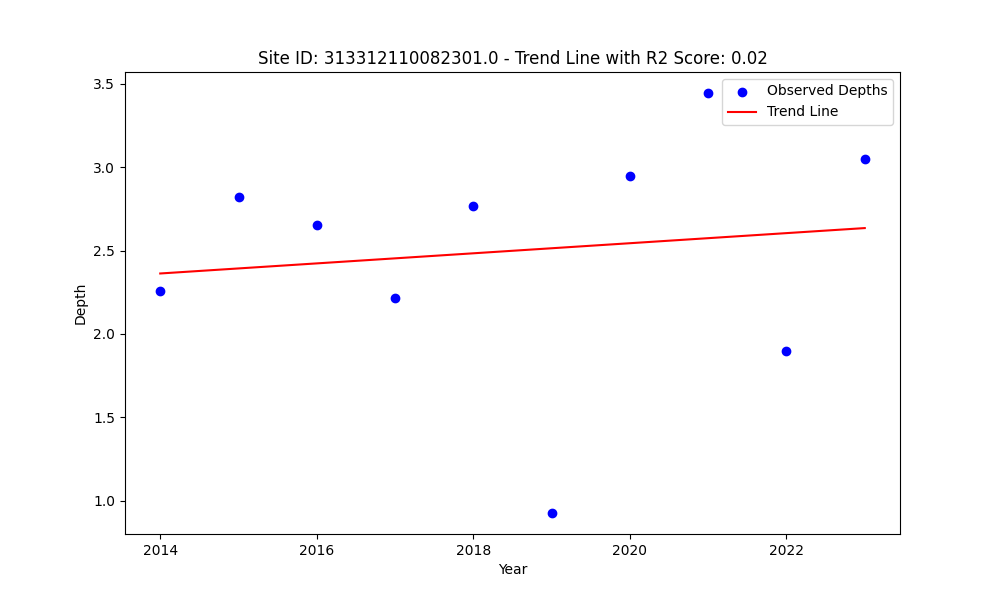 Site ID: 313312110082301.0 - Trend Line with R2 Score: 0.02
Observed Depths
Trend Line
3.5
3.0
2.5
2.0
1.5
1.0
Depth
2014
2016
2018
2020
2022
Year